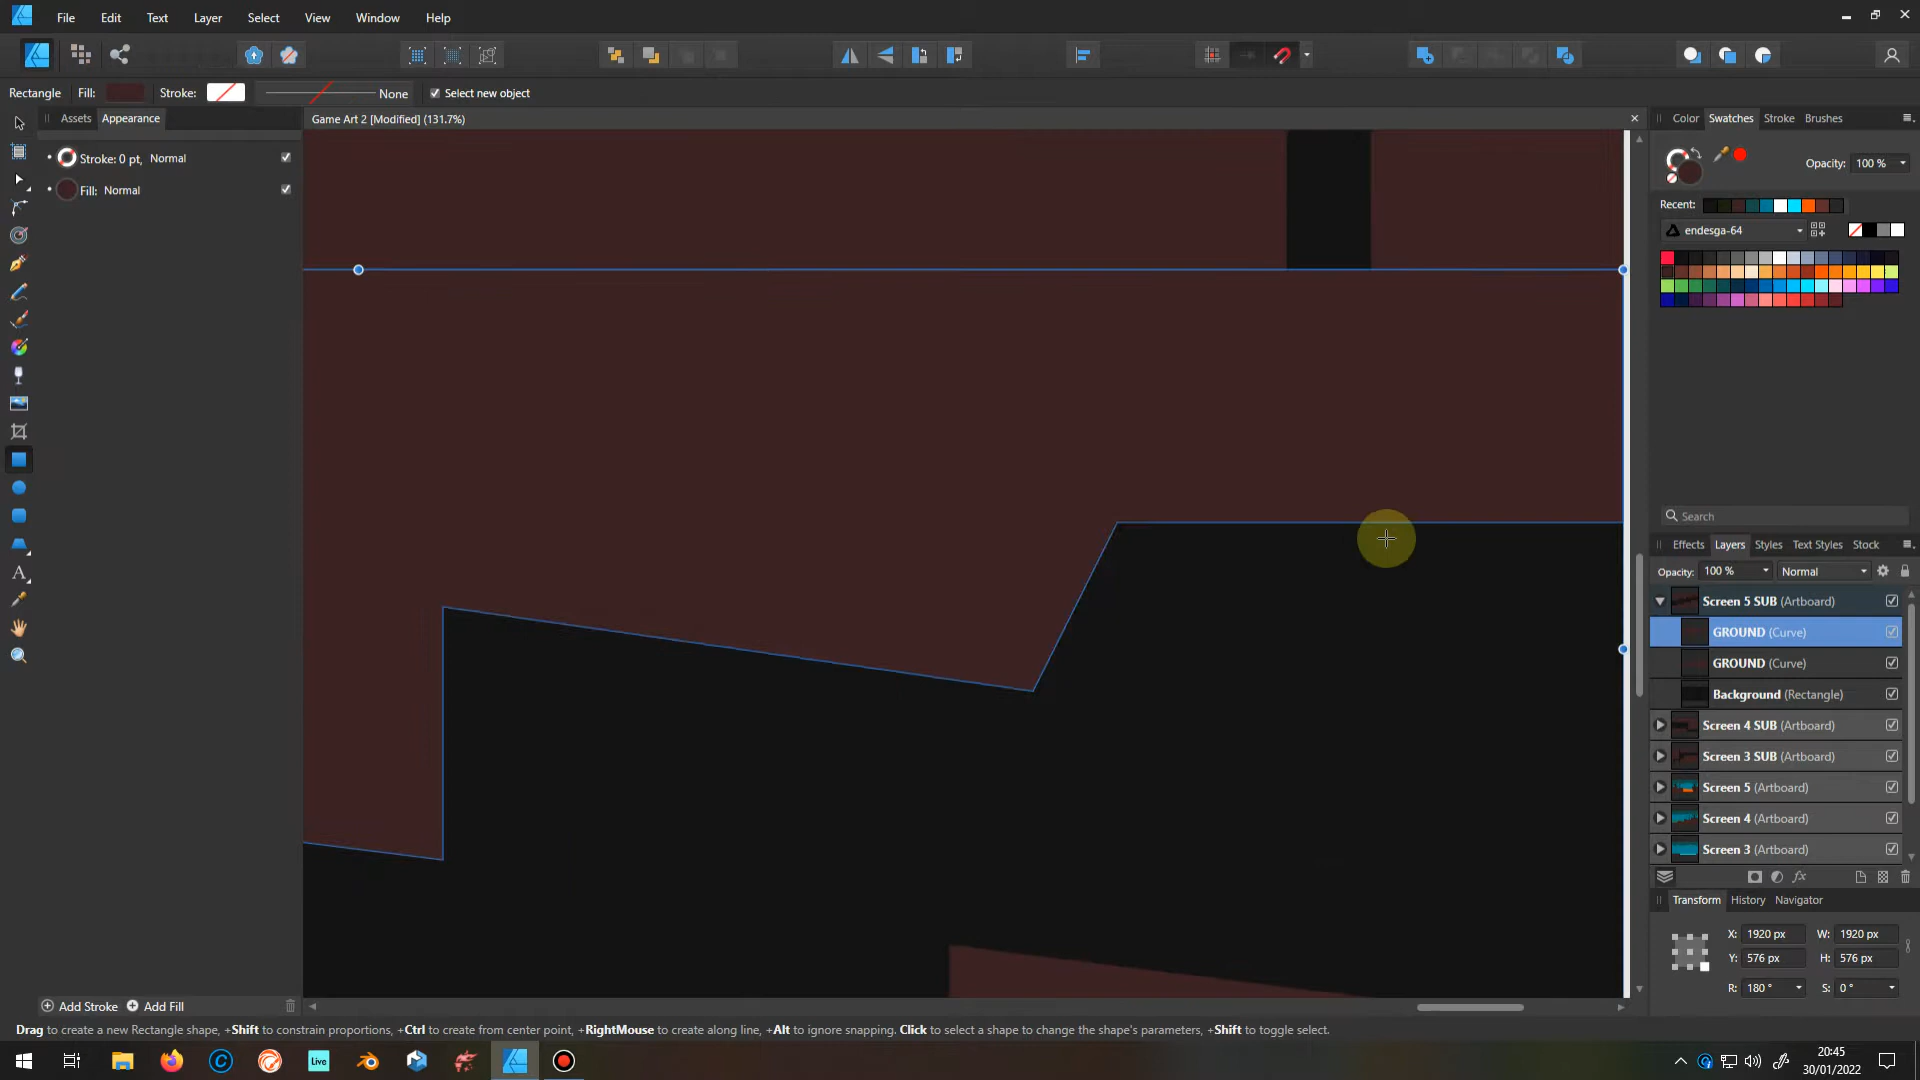 File Edit Text Layer Select View Window Help
Rectangle Fill: Stroke: None Select new object
Assets Appearance
Game Art 2 [Modified] (131.7%)
Color Swatches Stroke Brushes
Stroke: 0 pt, Normal
Fill: Normal
Opacity: 100 %
Recent:
endesga-64
Search
Effects Layers Styles Text Styles Stock
Opacity: 100 % Normal
Screen 5 SUB (Artboard)
GROUND (Curve)
GROUND (Curve)
Background (Rectangle)
Screen 4 SUB (Artboard)
Screen 3 SUB (Artboard)
Screen 5 (Artboard)
Screen 4 (Artboard)
Screen 3 (Artboard)
fx
Transform History Navigator
X: 1920 px W: 1920 px
Y: 576 px H: 576 px
R: 180 ° S: 0 °
Add Stroke Add Fill
Drag to create a new Rectangle shape, +Shift to constrain proportions, +Ctrl to create from center point, +RightMouse to create along line, +Alt to ignore snapping. Click to select a shape to change the shape's parameters, +Shift to toggle select.
Live
20:45
30/01/2022